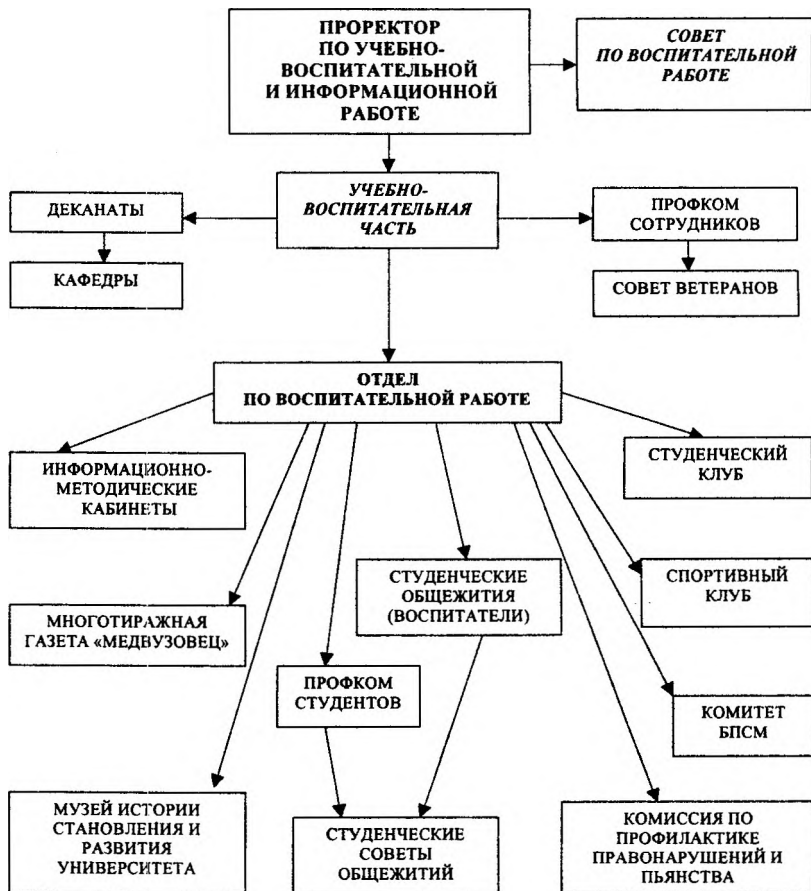 ПРОРЕКТОР
ПО УЧЕБНО-
ВОСПИТАТЕЛЬНОЙ
И ИНФОРМАЦИОННОЙ
РАБОТЕ
СОВЕТ
ПО ВОСПИТАТЕЛЬНОЙ
РАБОТЕ
ДЕКАНАТЫ
УЧЕБНО-
ВОСПИТАТЕЛЬНАЯ
ЧАСТЬ
ПРОФКОМ
СОТРУДНИКОВ
КАФЕДРЫ
СОВЕТ ВЕТЕРАНОВ
ОТДЕЛ
ПО ВОСПИТАТЕЛЬНОЙ РАБОТЕ
ИНФОРМАЦИОННО-
МЕТОДИЧЕСКИЕ
КАБИНЕТЫ
СТУДЕНЧЕСКИЙ
КЛУБ
СТУДЕНЧЕСКИЕ
ОБЩЕЖИТИЯ
(ВОСПИТАТЕЛИ)
СПОРТИВНЫЙ
КЛУБ
МНОГОТИРАЖНАЯ
ГАЗЕТА «МЕДВУЗОВЕЦ»
ПРОФКОМ
СТУДЕНТОВ
КОМИТЕТ
БПСМ
МУЗЕЙ ИСТОРИИ
СТАНОВЛЕНИЯ И
РАЗВИТИЯ
УНИВЕРСИТЕТА
СТУДЕНЧЕСКИЕ
СОВЕТЫ
ОБЩЕЖИТИЙ
КОМИССИЯ ПО
ПРОФИЛАКТИКЕ
ПРАВОНАРУШЕНИЙ И
ПЬЯНСТВА